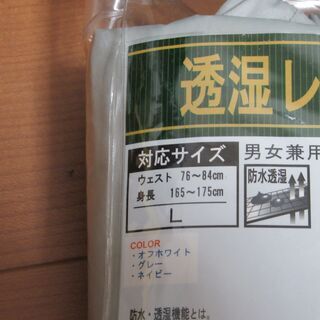 透湿レ
対応サイズ
男女兼用
ウェスト 76～84cm
身長 165～175cm
L
防水透湿
COLOR
・オフホワイト
・グレー
・ネイビー
防水・透湿機能とは。